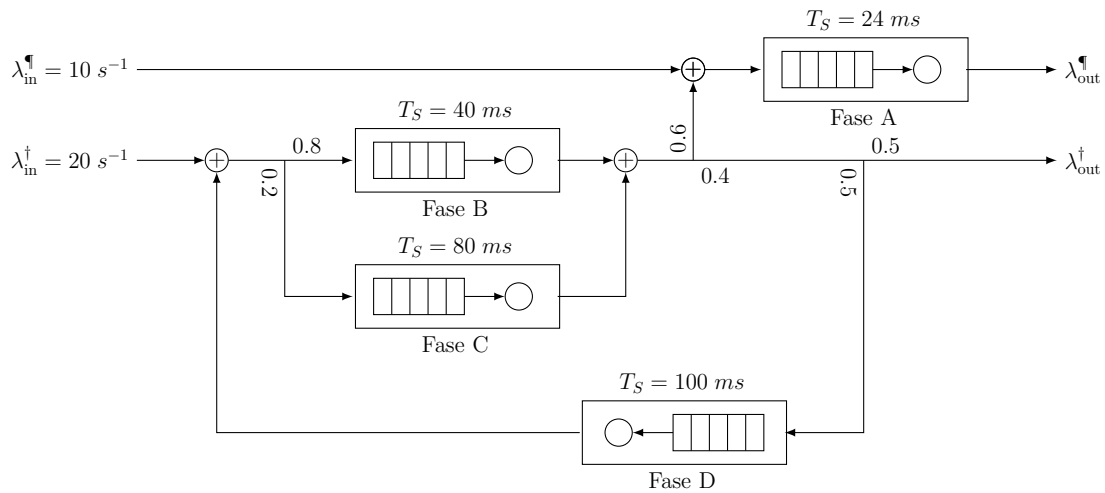 T_S = 24 ms
λ_in^¶ = 10 s^−1
λ_out^¶
Fase A
T_S = 40 ms
0.6
λ_in^† = 20 s^−1
0.8
0.5
λ_out^†
0.2
0.4
0.5
Fase B
T_S = 80 ms
Fase C
T_S = 100 ms
Fase D